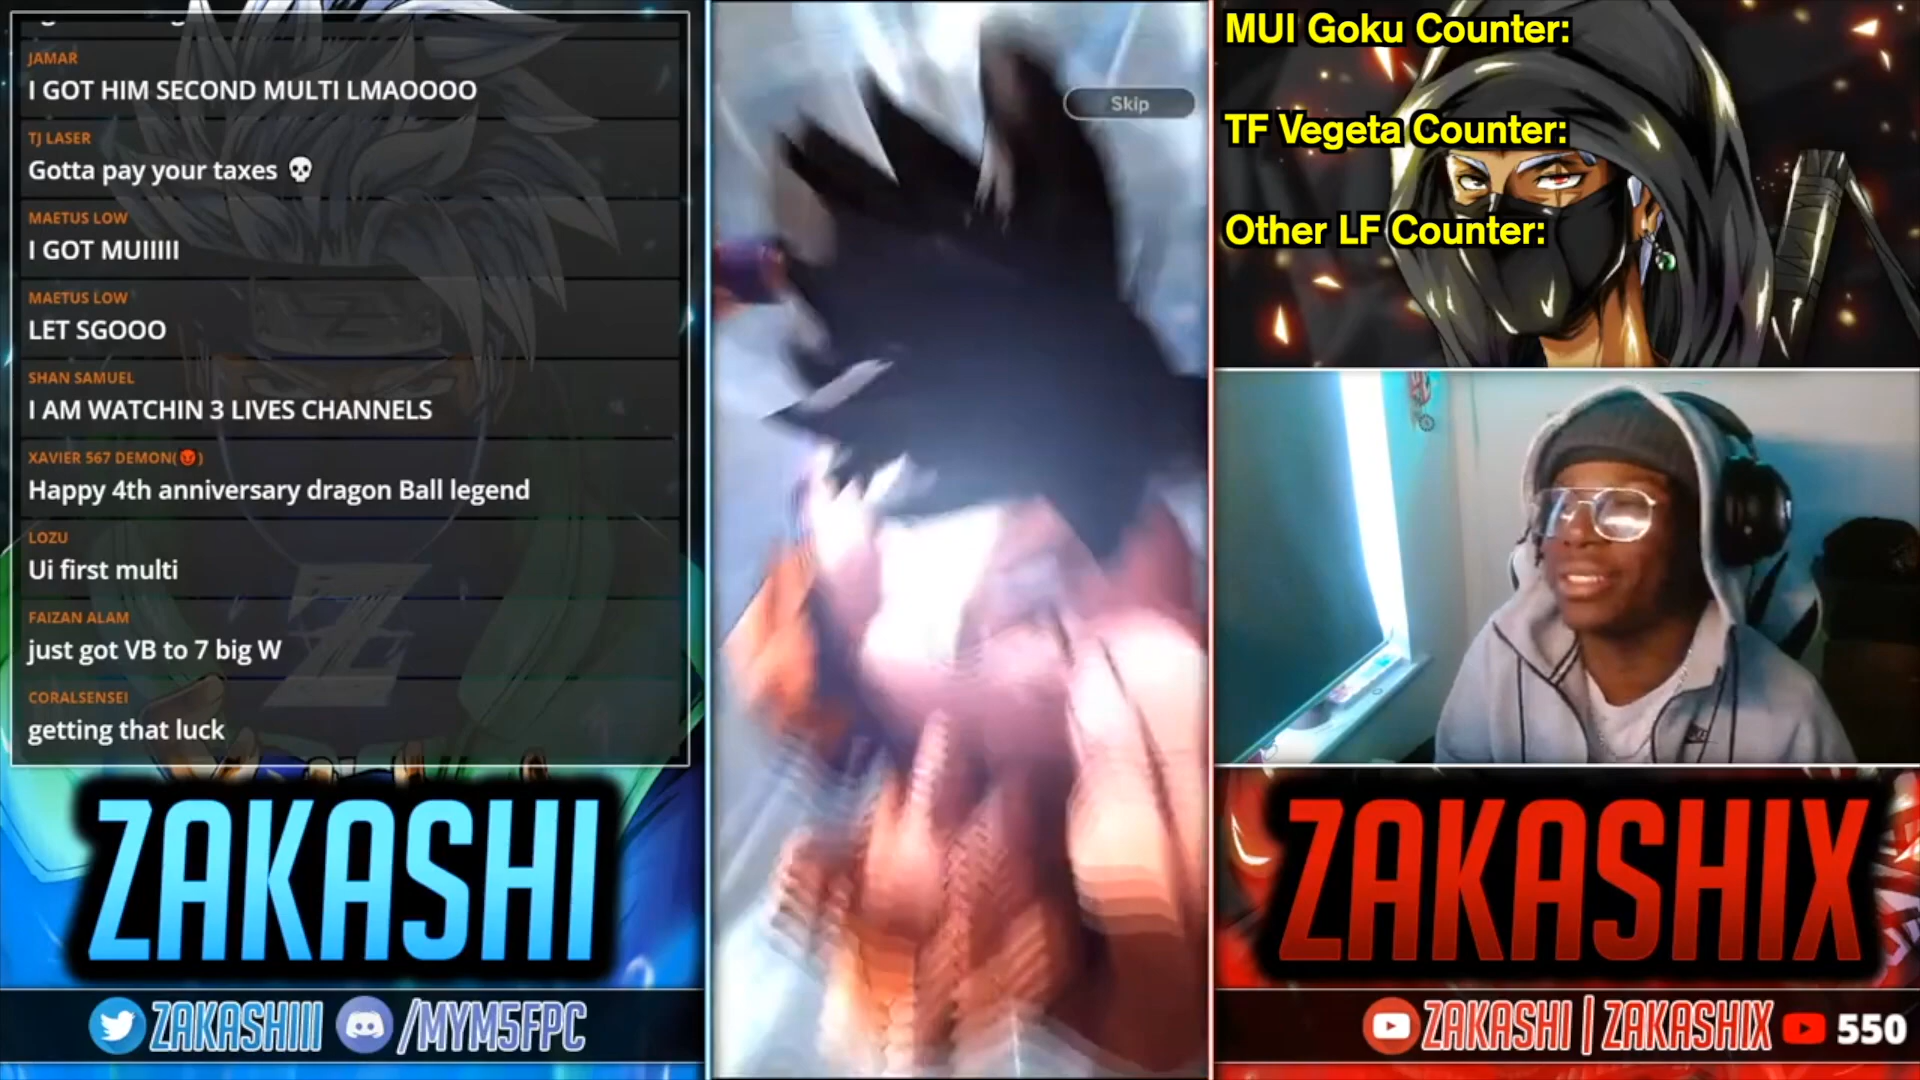 JAMAR
I GOT HIM SECOND MULTI LMAOOOO
TJ LASER
Gotta pay your taxes 💀
MAETUS LOW
I GOT MUIIIII
MAETUS LOW
LET SGOOO
SHAN SAMUEL
I AM WATCHIN 3 LIVES CHANNELS
XAVIER 567 DEMON(😡)
Happy 4th anniversary dragon Ball legend
LOZU
Ui first multi
FAIZAN ALAM
just got VB to 7 big W
CORALSENSEI
getting that luck
ZAKASHI
ZAKASHIII /MYM5FPC
Skip
MUI Goku Counter:
TF Vegeta Counter:
Other LF Counter:
ZAKASHIX
ZAKASHI | ZAKASHIX 550